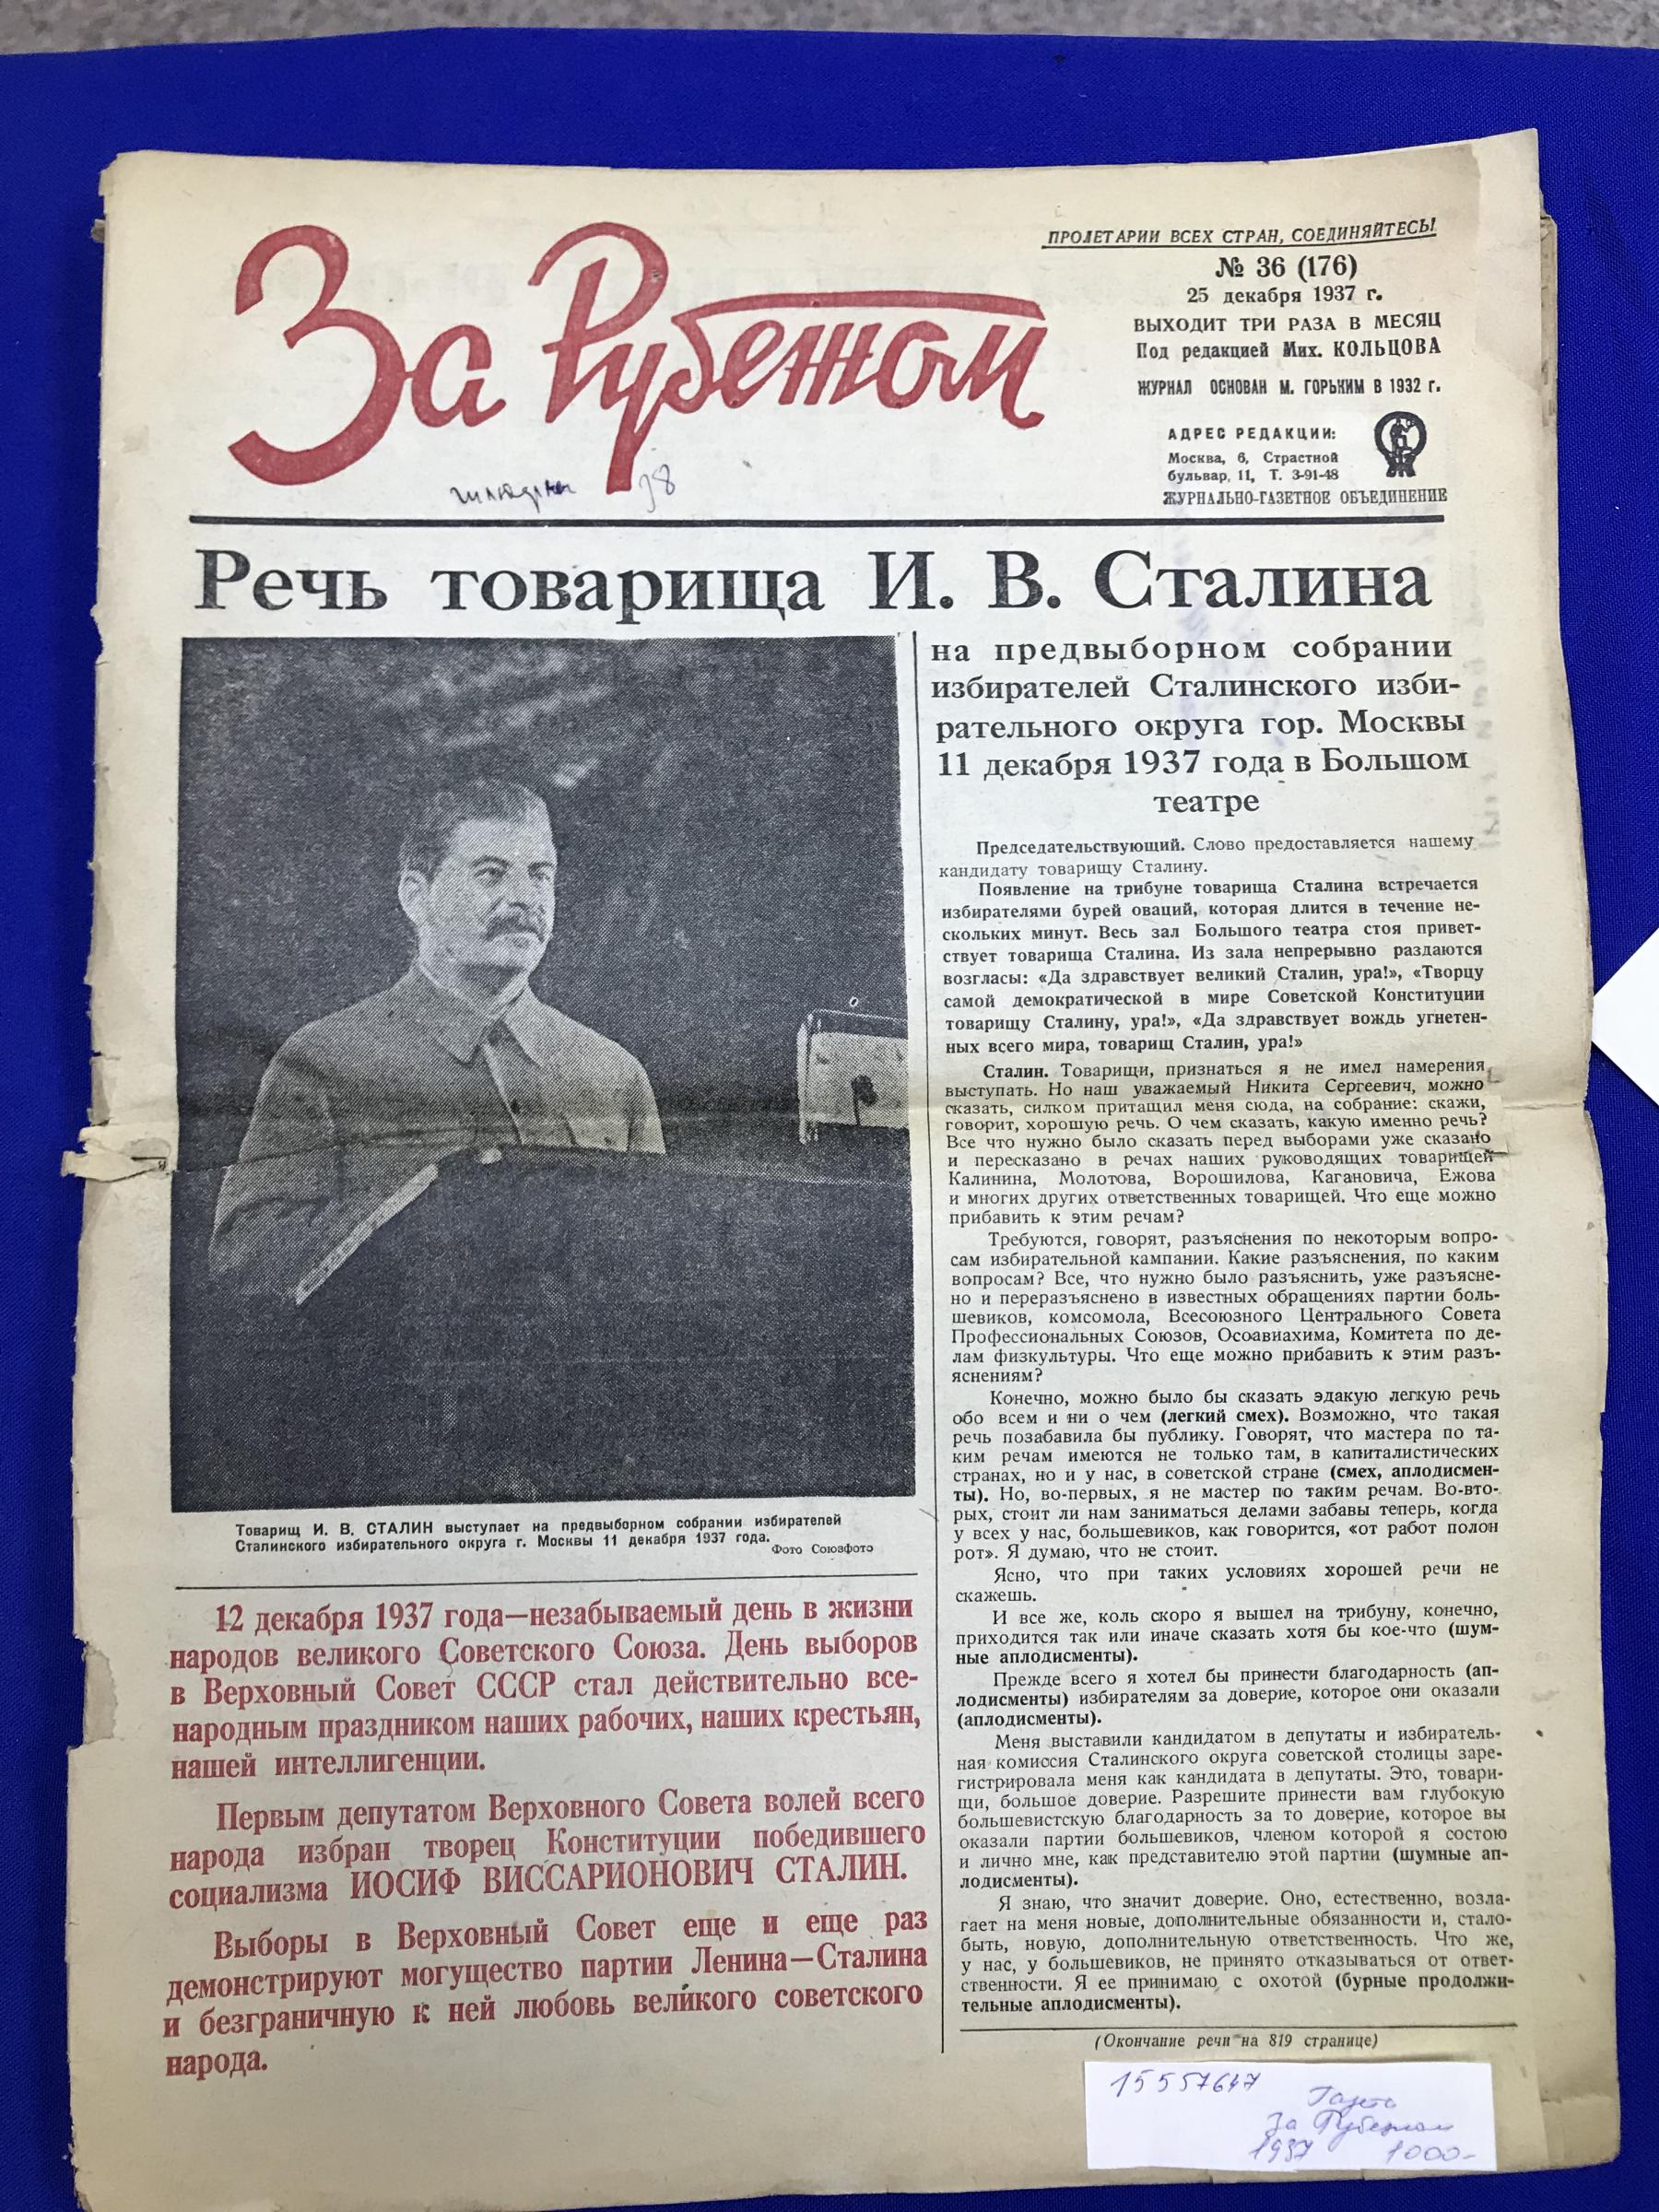 За Рубежом
ПРОЛЕТАРИИ ВСЕХ СТРАН, СОЕДИНЯЙТЕСЬ!
№ 36 (176)
25 декабря 1937 г.
ВЫХОДИТ ТРИ РАЗА В МЕСЯЦ
Под редакцией Мих. КОЛЬЦОВА
ЖУРНАЛ ОСНОВАН М. ГОРЬКИМ В 1932 г.
АДРЕС РЕДАКЦИИ:
Москва, 6, Страстной
бульвар, 11, Т. 3-91-48
ЖУРНАЛЬНО-ГАЗЕТНОЕ ОБЪЕДИНЕНИЕ
38
Речь товарища И. В. Сталина
на предвыборном собрании
избирателей Сталинского изби-
рательного округа гор. Москвы
11 декабря 1937 года в Большом
театре
Председательствующий. Слово предоставляется нашему
кандидату товарищу Сталину.
Появление на трибуне товарища Сталина встречается
избирателями бурей оваций, которая длится в течение не-
скольких минут. Весь зал Большого театра стоя привет-
ствует товарища Сталина. Из зала непрерывно раздаются
возгласы: «Да здравствует великий Сталин, ура!», «Творцу
самой демократической в мире Советской Конституции
товарищу Сталину, ура!», «Да здравствует вождь угнетен-
ных всего мира, товарищ Сталин, ура!»
Сталин. Товарищи, признаться я не имел намерения
выступать. Но наш уважаемый Никита Сергеевич, можно
сказать, силком притащил меня сюда, на собрание: скажи,
говорит, хорошую речь. О чем сказать, какую именно речь?
Все что нужно было сказать перед выборами уже сказано
и пересказано в речах наших руководящих товарищей
Калинина, Молотова, Ворошилова, Кагановича, Ежова
и многих других ответственных товарищей. Что еще можно
прибавить к этим речам?
Требуются, говорят, разъяснения по некоторым вопро-
сам избирательной кампании. Какие разъяснения, по каким
вопросам? Все, что нужно было разъяснить, уже разъясне-
но и переразъяснено в известных обращениях партии боль-
шевиков, комсомола, Всесоюзного Центрального Совета
Профессиональных Союзов, Осоавиахима, Комитета по де-
лам физкультуры. Что еще можно прибавить к этим разъ-
яснениям?
Конечно, можно было бы сказать эдакую легкую речь
обо всем и ни о чем (легкий смех). Возможно, что такая
речь позабавила бы публику. Говорят, что мастера по та-
ким речам имеются не только там, в капиталистических
странах, но и у нас, в советской стране (смех, аплодисмен-
ты). Но, во-первых, я не мастер по таким речам. Во-вто-
рых, стоит ли нам заниматься делами забавы теперь, когда
у всех у нас, большевиков, как говорится, «от работ полон
рот». Я думаю, что не стоит.
Ясно, что при таких условиях хорошей речи не
скажешь.
И все же, коль скоро я вышел на трибуну, конечно,
приходится так или иначе сказать хотя бы кое-что (шум-
ные аплодисменты).
Прежде всего я хотел бы принести благодарность (ап-
лодисменты) избирателям за доверие, которое они оказали
(аплодисменты).
Меня выставили кандидатом в депутаты и избиратель-
ная комиссия Сталинского округа советской столицы заре-
гистрировала меня как кандидата в депутаты. Это, товари-
щи, большое доверие. Разрешите принести вам глубокую
большевистскую благодарность за то доверие, которое вы
оказали партии большевиков, членом которой я состою
и лично мне, как представителю этой партии (шумные ап-
лодисменты).
Я знаю, что значит доверие. Оно, естественно, возла-
гает на меня новые, дополнительные обязанности и, стало-
быть, новую, дополнительную ответственность. Что же,
у нас, у большевиков, не принято отказываться от ответ-
ственности. Я ее принимаю с охотой (бурные продолжи-
тельные аплодисменты).
(Окончание речи на 819 странице)
Товарищ И. В. СТАЛИН выступает на предвыборном собрании избирателей
Сталинского избирательного округа г. Москвы 11 декабря 1937 года.
Фото Союзфото
12 декабря 1937 года—незабываемый день в жизни
народов великого Советского Союза. День выборов
в Верховный Совет СССР стал действительно все-
народным праздником наших рабочих, наших крестьян,
нашей интеллигенции.
Первым депутатом Верховного Совета волей всего
народа избран творец Конституции победившего
социализма ИОСИФ ВИССАРИОНОВИЧ СТАЛИН.
Выборы в Верховный Совет еще и еще раз
демонстрируют могущество партии Ленина—Сталина
и безграничную к ней любовь великого советского
народа.
15557647
Газета
За Рубежом
1937 1000-